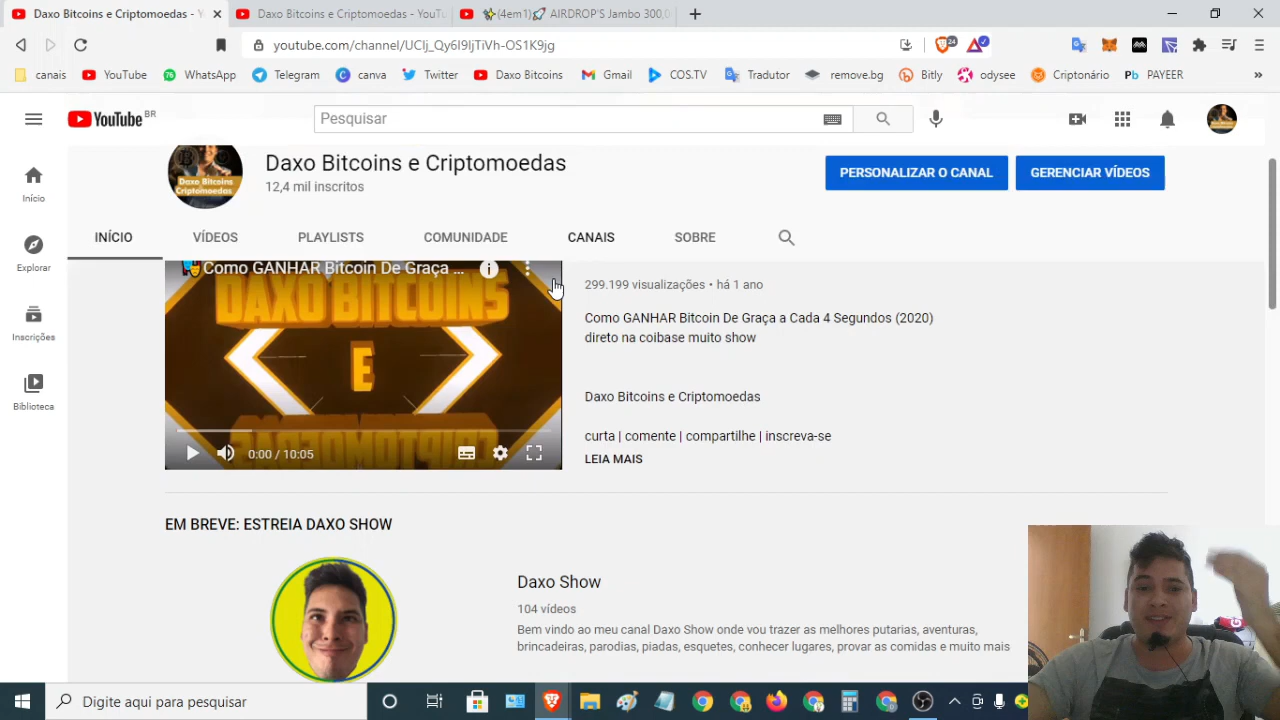 Daxo Bitcoins e Criptomoedas - Y
Daxo Bitcoins e Criptomoedas - YouTu
(4em1) AIRDROP'S Jambo 300,0
youtube.com/channel/UCIj_Qy6I9IjTiVh-OS1K9jg
24
canais
YouTube
WhatsApp
Telegram
canva
Twitter
Daxo Bitcoins
Gmail
COS.TV
Tradutor
remove.bg
Bitly
odysee
Criptonário
Pb PAYEER
»
YouTube BR
Pesquisar
Início
Explorar
Inscrições
Biblioteca
Daxo Bitcoins Criptomoedas
Daxo Bitcoins e Criptomoedas
12,4 mil inscritos
PERSONALIZAR O CANAL
GERENCIAR VÍDEOS
INÍCIO
VÍDEOS
PLAYLISTS
COMUNIDADE
CANAIS
SOBRE
Como GANHAR Bitcoin De Graça ...
DAXO BITCOINS
E
0:00 / 10:05
299.199 visualizações • há 1 ano
Como GANHAR Bitcoin De Graça a Cada 4 Segundos (2020)
direto na coibase muito show
Daxo Bitcoins e Criptomoedas
curta | comente | compartilhe | inscreva-se
LEIA MAIS
EM BREVE: ESTREIA DAXO SHOW
Daxo Show
104 vídeos
Bem vindo ao meu canal Daxo Show onde vou trazer as melhores putarias, aventuras,
brincadeiras, parodias, piadas, esquetes, conhecer lugares, provar as comidas e muito mais
Digite aqui para pesquisar